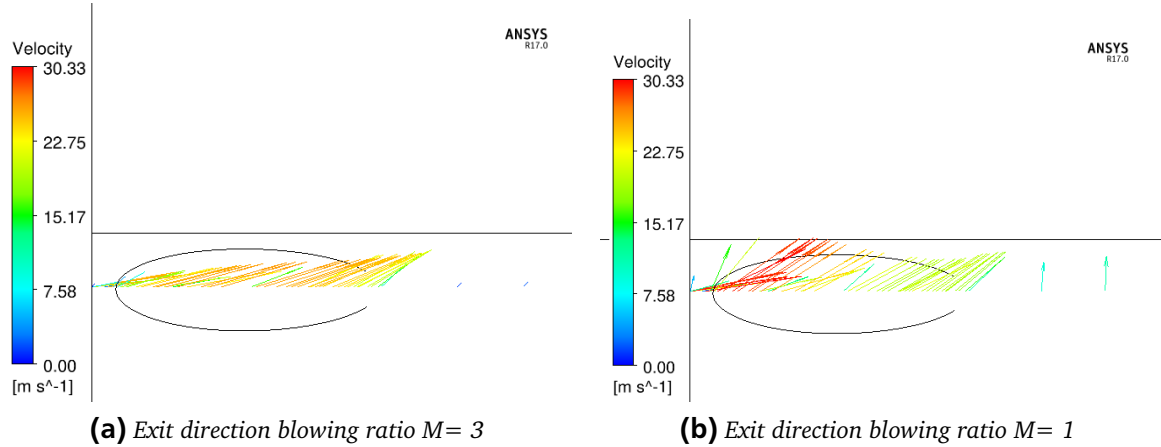 Velocity
30.33
22.75
15.17
7.58
0.00
[m s^-1]
ANSYS
R17.0
(a) Exit direction blowing ratio M= 3
Velocity
30.33
22.75
15.17
7.58
0.00
[m s^-1]
ANSYS
R17.0
(b) Exit direction blowing ratio M= 1